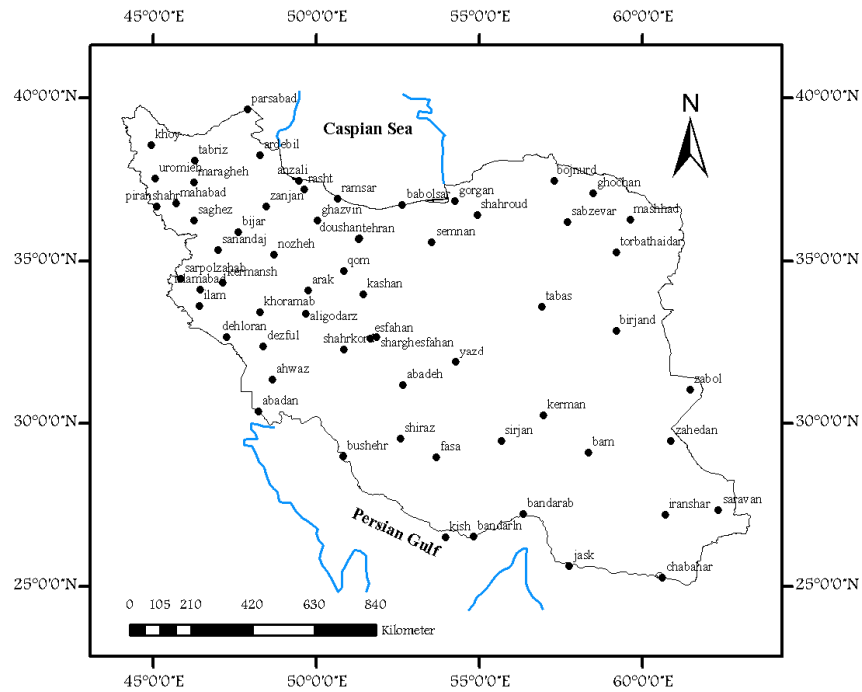 45°0'0"E 50°0'0"E 55°0'0"E 60°0'0"E
40°0'0"N 40°0'0"N
parsabad
N
Caspian Sea
khoy
tabriz
ardebil
uromieh
maragheh
anzali
rasht
bojnurd
ghochan
piranshahr
mahabad
zanjan
ramsar
babolsar
gorgan
shahroud
sabzevar
mashhad
saghez
ghazvin
bijar
doushantehran
semnan
35°0'0"N 35°0'0"N
sanandaj
nozheh
torbathaidari
sarpolzahab
kermansh
qom
islamabad
arak
kashan
ilam
khoramab
aligodarz
tabas
dehloran
dezful
shahrkord
esfahan
sharghesfahan
birjand
yazd
ahwaz
abadeh
zabol
abadan
kerman
30°0'0"N 30°0'0"N
bushehr
shiraz
fasa
sirjan
bam
zahedan
iranshar
saravan
Persian Gulf
kish
bandarln
bandarab
jask
chabahar
25°0'0"N 25°0'0"N
0 105 210 420 630 840
Kilometer
45°0'0"E 50°0'0"E 55°0'0"E 60°0'0"E